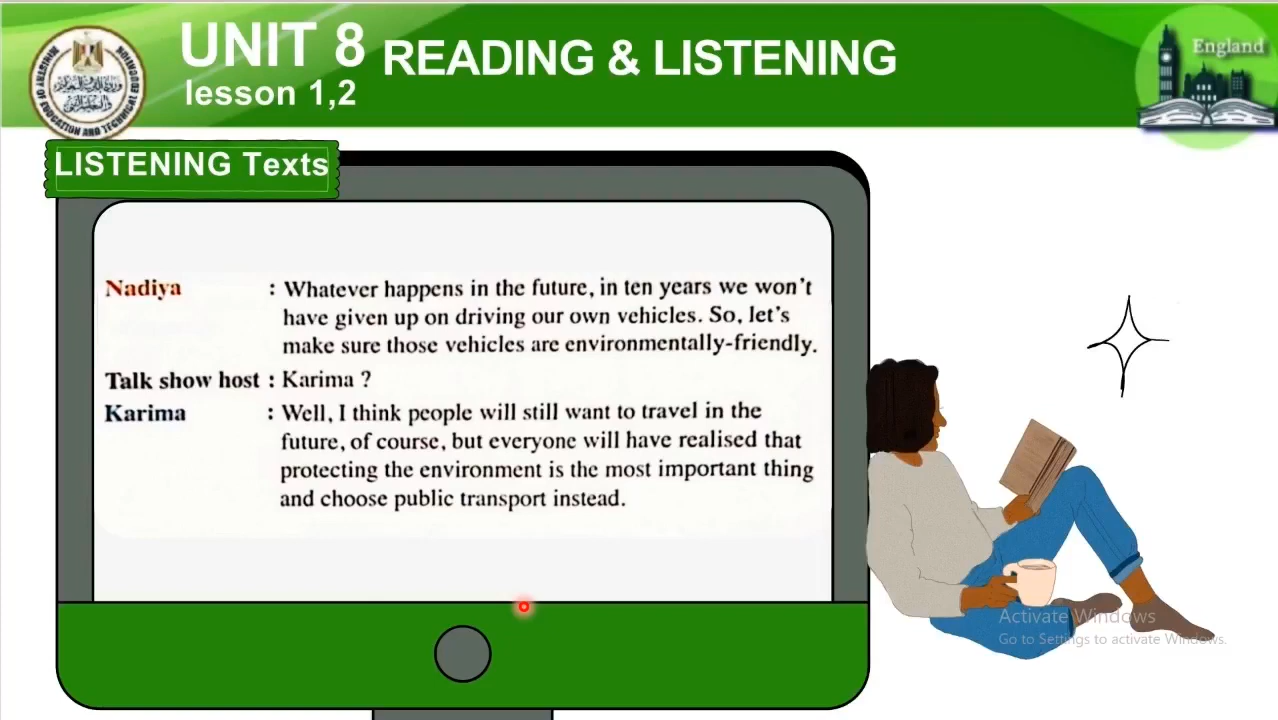 UNIT 8 READING & LISTENING
lesson 1,2
England
LISTENING Texts
Nadiya : Whatever happens in the future, in ten years we won't
have given up on driving our own vehicles. So, let's
make sure those vehicles are environmentally-friendly.
Talk show host : Karima ?
Karima : Well, I think people will still want to travel in the
future, of course, but everyone will have realised that
protecting the environment is the most important thing
and choose public transport instead.
Activate Windows
Go to Settings to activate Windows.